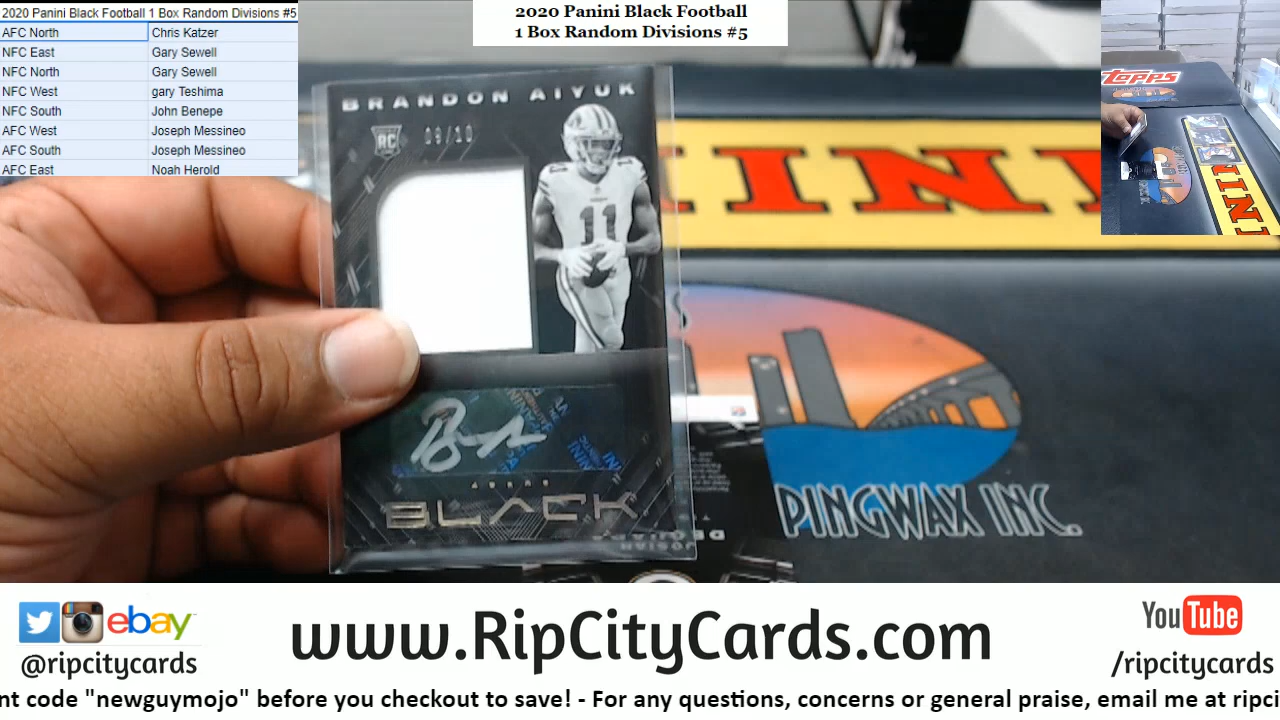 2020 Panini Black Football 1 Box Random Divisions #5
AFC North Chris Katzer
NFC East Gary Sewell
NFC North Gary Sewell
NFC West gary Teshima
NFC South John Benepe
AFC West Joseph Messineo
AFC South Joseph Messineo
AFC East Noah Herold
2020 Panini Black Football
1 Box Random Divisions #5
TOPPS
BRANDON AIYUK
RC 09/10
11
BLACK
INI
INI
PINGWAX INC.
ebay
@ripcitycards
www.RipCityCards.com
YouTube
/ripcitycards
nt code "newguymojo" before you checkout to save! - For any questions, concerns or general praise, email me at ripci